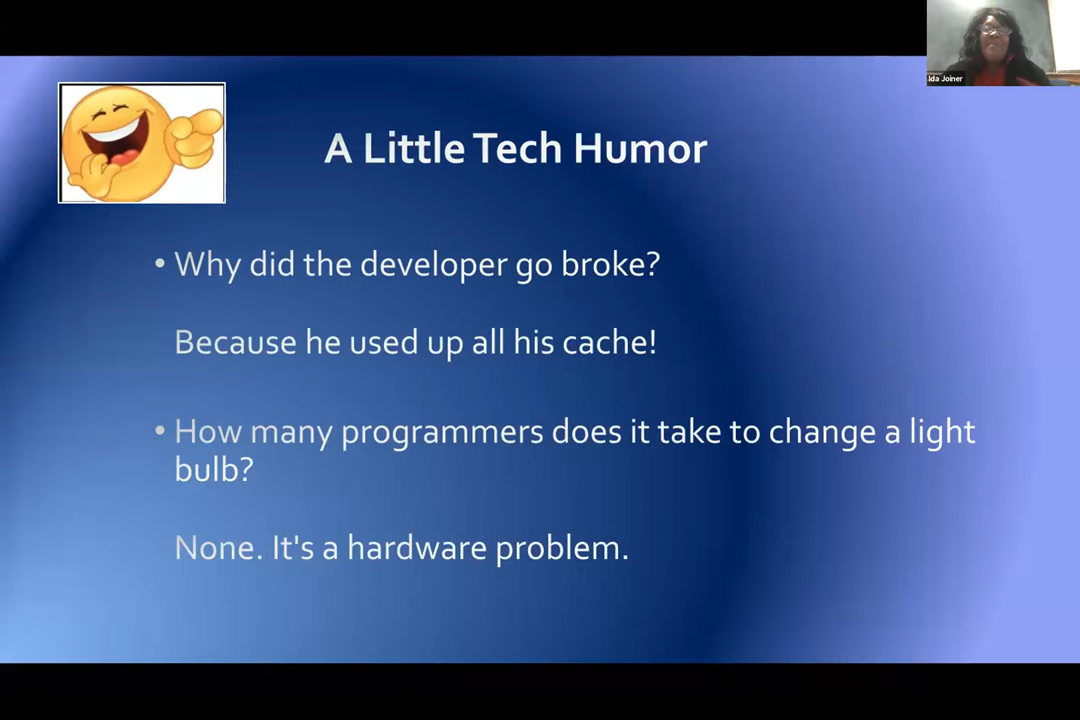 Ida Joiner
A Little Tech Humor
• Why did the developer go broke?
Because he used up all his cache!
• How many programmers does it take to change a light
bulb?
None. It's a hardware problem.